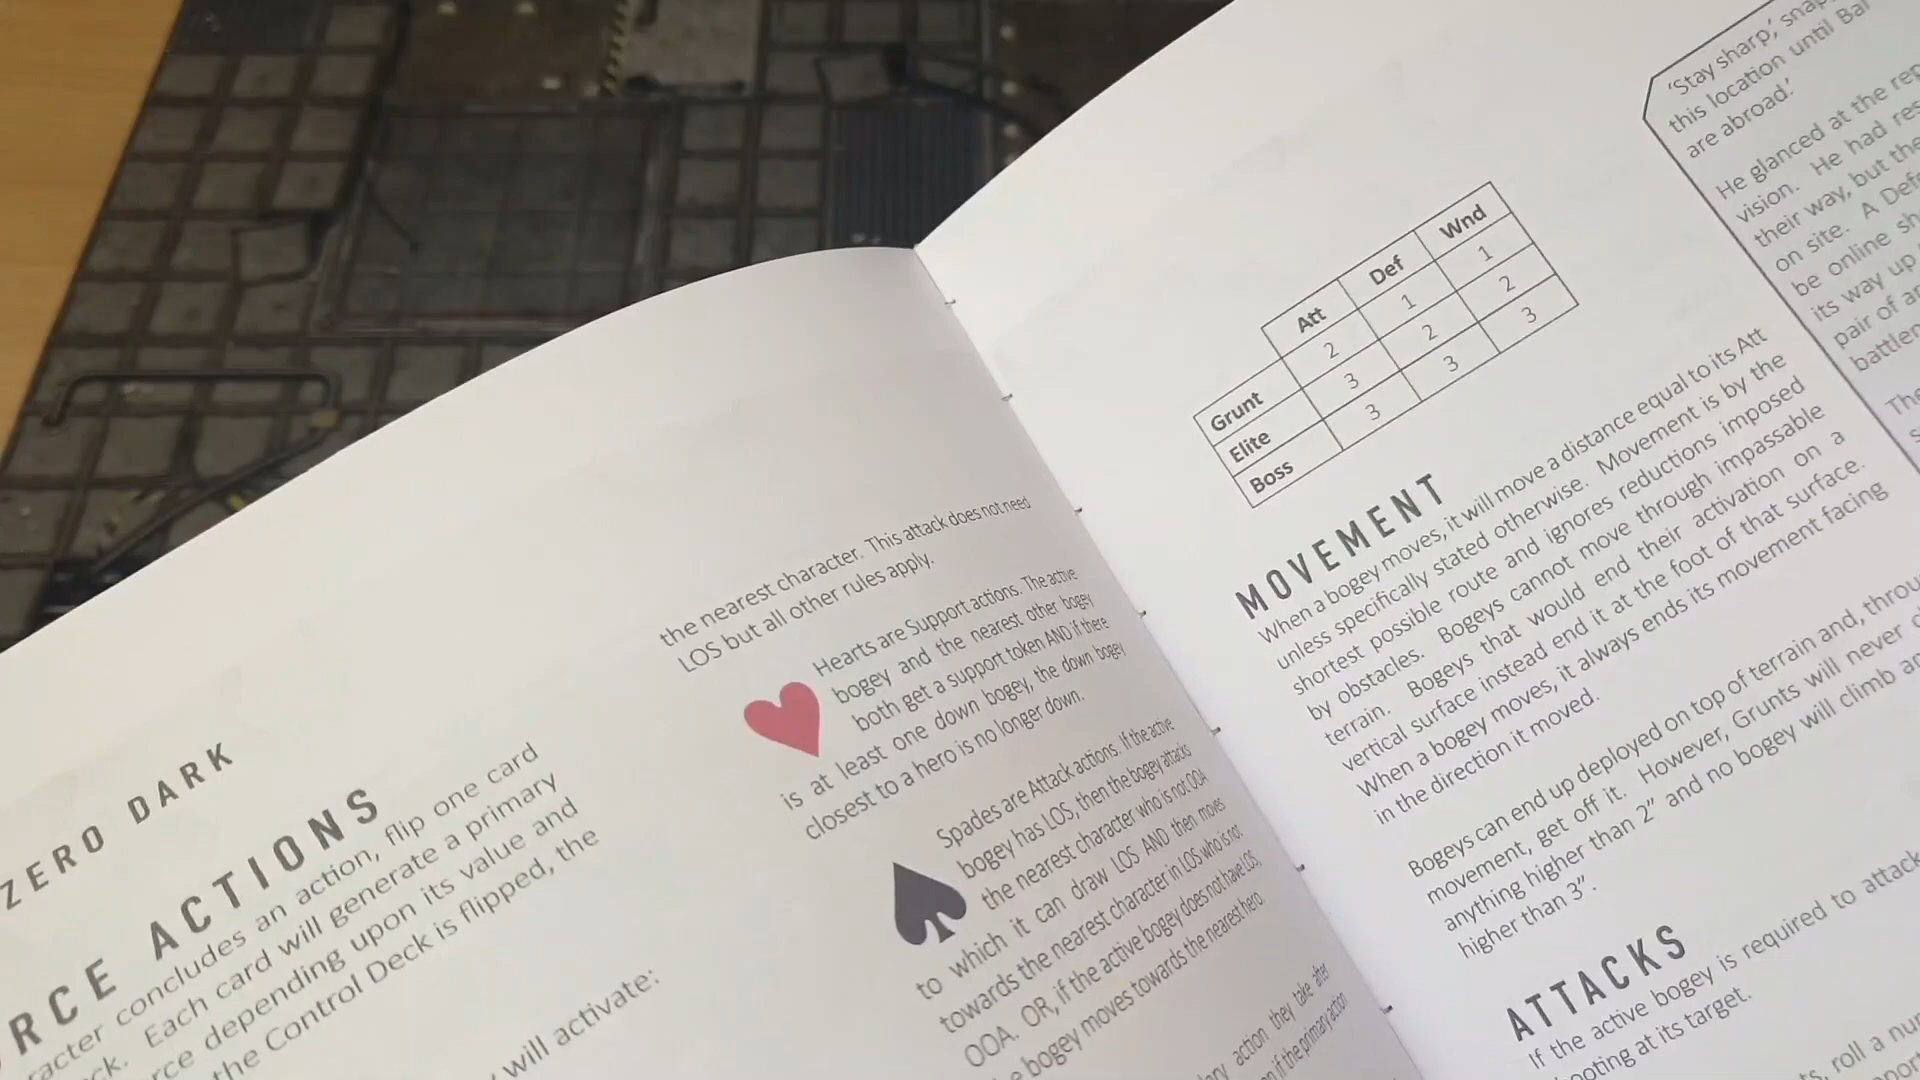 ZERO DARK
RCE ACTIONS
racter concludes an action, flip one card
ck. Each card will generate a primary
rce depending upon its value and
the Control Deck is flipped, the
will activate:
the nearest character. This attack does not need
LOS but all other rules apply.
Hearts are Support actions. The active
bogey and the nearest other bogey
both get a support token AND if there
is at least one down bogey, the down bogey
closest to a hero is no longer down.
Spades are Attack actions. If the active
bogey has LOS, then the bogey attacks
the nearest character who is not OOA
to which it can draw LOS AND then moves
towards the nearest character in LOS who is not
OOA. OR, if the active bogey does not have LOS,
bogey moves towards the nearest hero.
action they take after
if the primary action
Att Def Wnd
Grunt 2 1 1
Elite 3 2 2
Boss 3 3 3
MOVEMENT
When a bogey moves, it will move a distance equal to its Att
unless specifically stated otherwise. Movement is by the
shortest possible route and ignores reductions imposed
by obstacles. Bogeys cannot move through impassable
terrain. Bogeys that would end their activation on a
vertical surface instead end it at the foot of that surface.
When a bogey moves, it always ends its movement facing
in the direction it moved.
Bogeys can end up deployed on top of terrain and, throu
movement, get off it. However, Grunts will never c
anything higher than 2" and no bogey will climb an
higher than 3".
ATTACKS
If the active bogey is required to attack
ooting at its target.
roll a nu
'Stay sharp,' snap
this location until Bal
are abroad.'
He glanced at the rep
vision. He had res
their way, but the
on site. A Defe
be online sh
its way up
pair of ar
battler
The
s